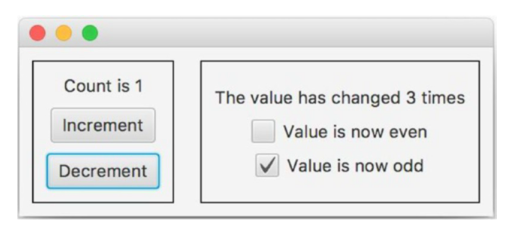 Count is 1
Increment
Decrement
The value has changed 3 times
Value is now even
Value is now odd